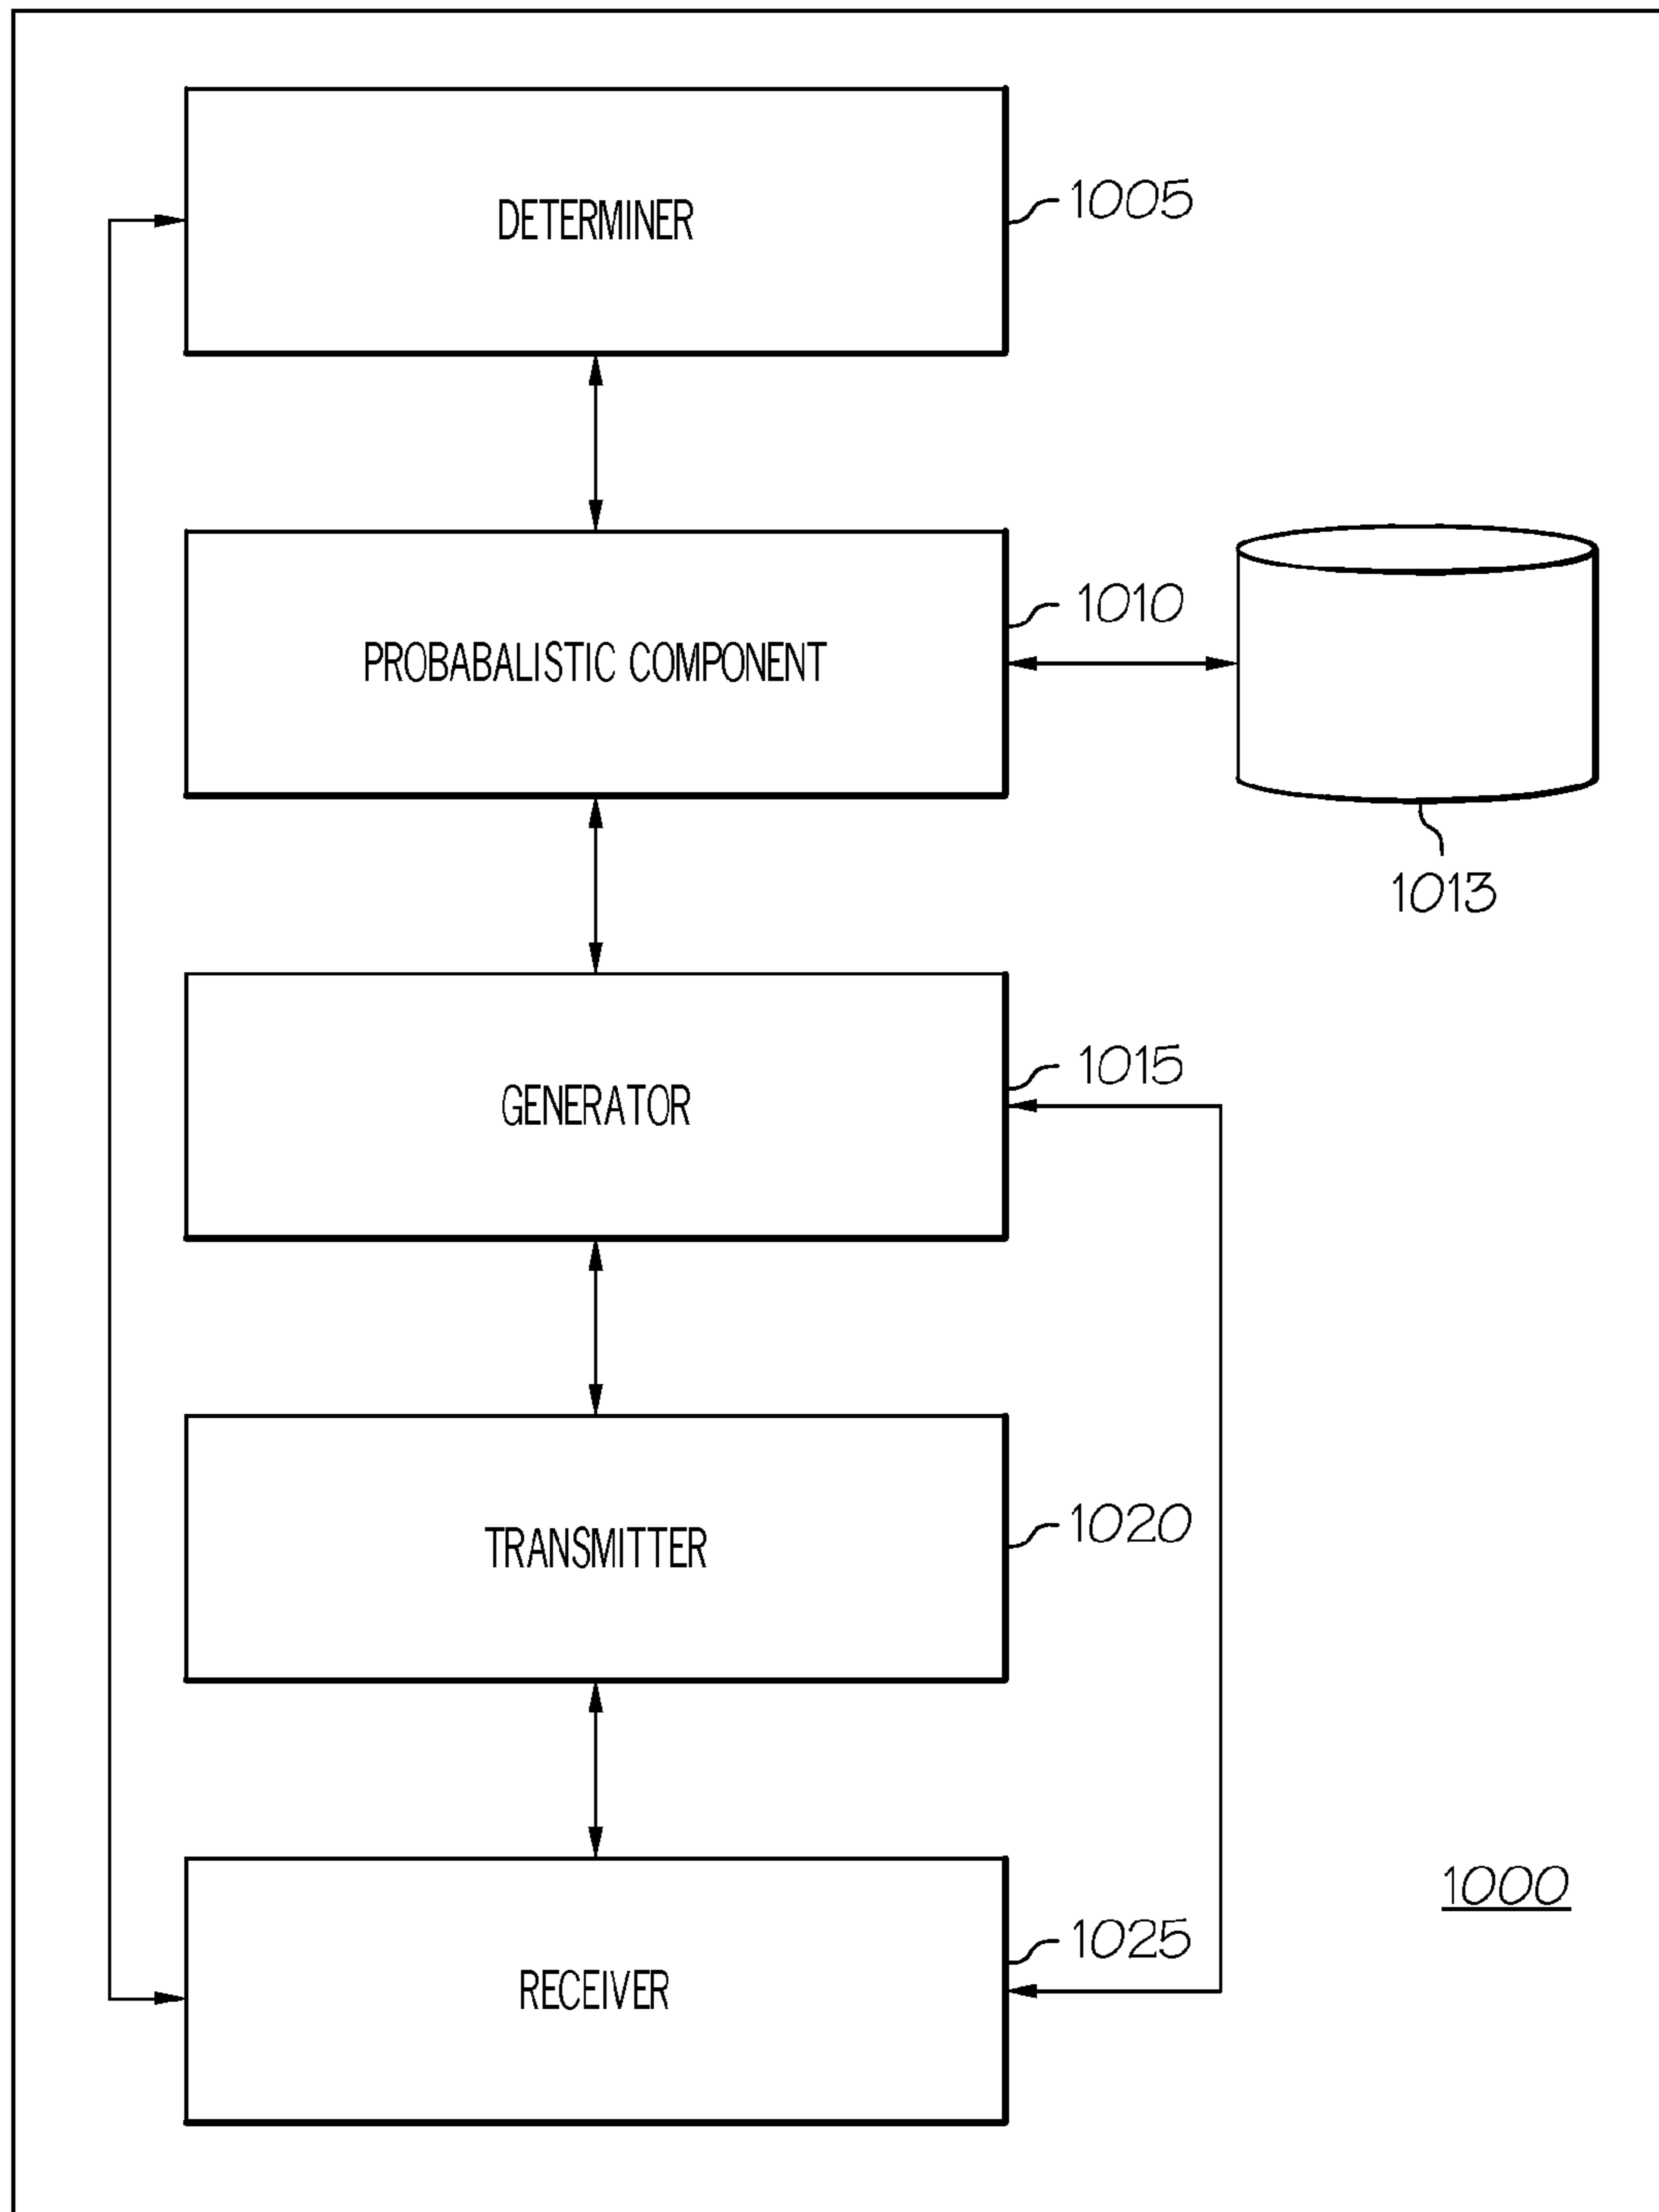 DETERMINER
1005
PROBABALISTIC COMPONENT
1010
1013
GENERATOR
1015
TRANSMITTER
1020
RECEIVER
1025
1000